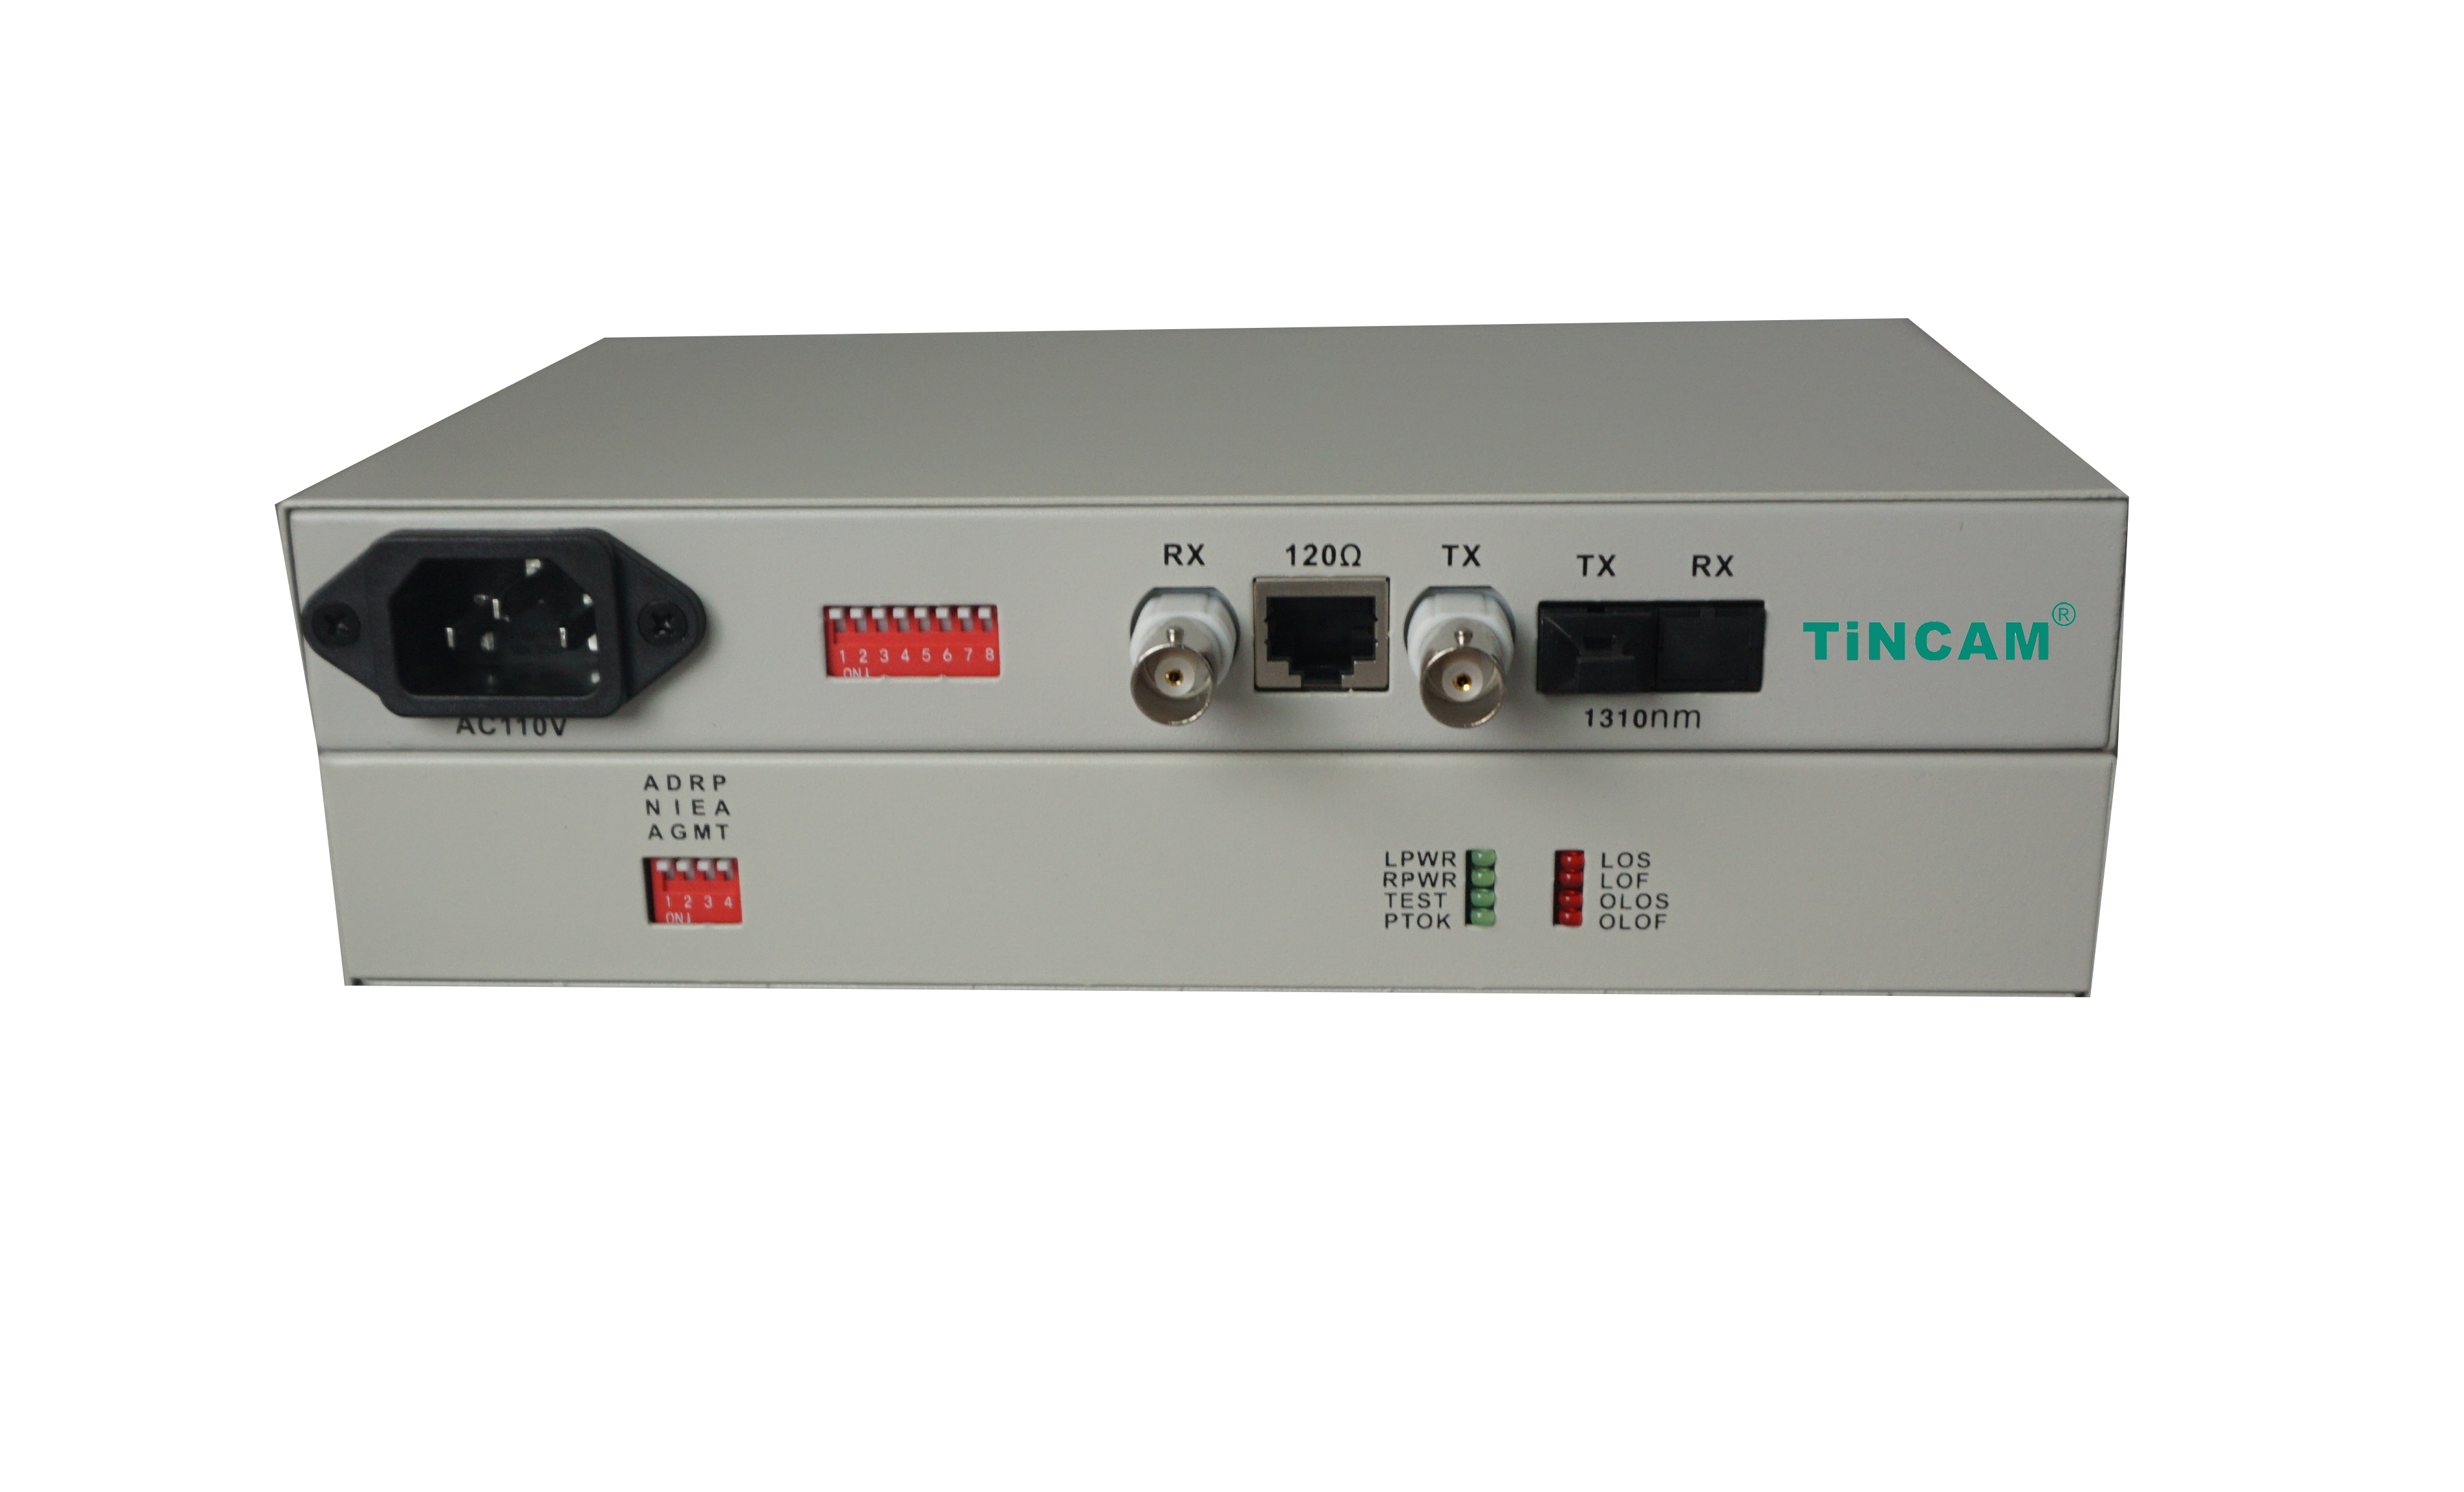 RX 120Ω TX TX RX
TiNCAM®
1 2 3 4 5 6 7 8
ON↓
AC110V
1310nm
A D R P
N I E A
A G M T
1 2 3 4
ON↓
LPWR
RPWR
TEST
PTOK
LOS
LOF
OLOS
OLOF